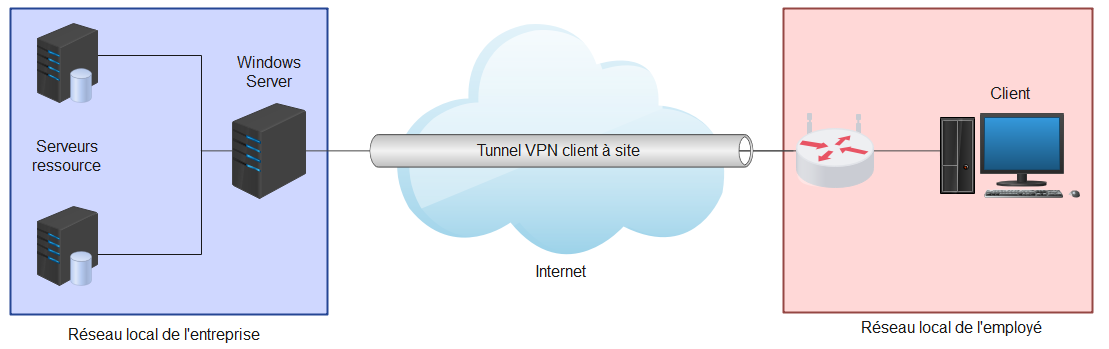 Windows
Server
Serveurs
ressource
Tunnel VPN client à site
Client
Internet
Réseau local de l'entreprise
Réseau local de l'employé